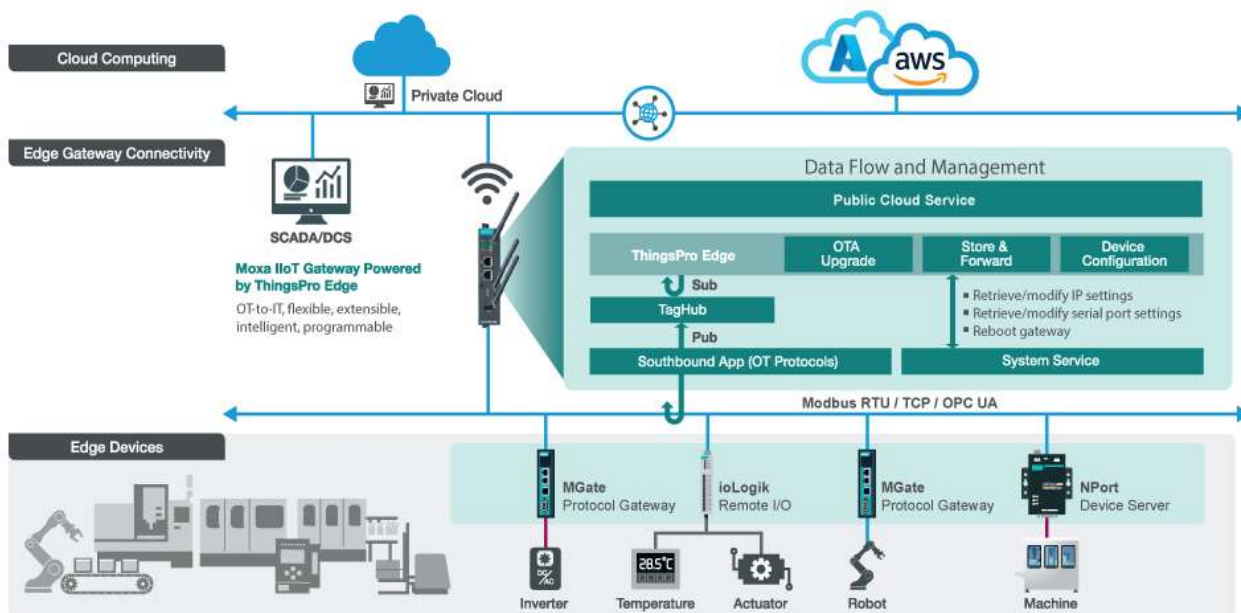 Cloud Computing
Private Cloud
A
aws
Edge Gateway Connectivity
SCADA/DCS
Moxa IIoT Gateway Powered
by ThingsPro Edge
OT-to-IT, flexible, extensible,
intelligent, programmable
Data Flow and Management
Public Cloud Service
ThingsPro Edge
OTA
Upgrade
Store &
Forward
Device
Configuration
Sub
TagHub
Pub
▪ Retrieve/modify IP settings
▪ Retrieve/modify serial port settings
▪ Reboot gateway
Southbound App (OT Protocols)
System Service
Modbus RTU / TCP / OPC UA
Edge Devices
MGate
Protocol Gateway
ioLogik
Remote I/O
MGate
Protocol Gateway
NPort
Device Server
DC/
AC
28.5°C
Inverter
Temperature
Actuator
Robot
Machine